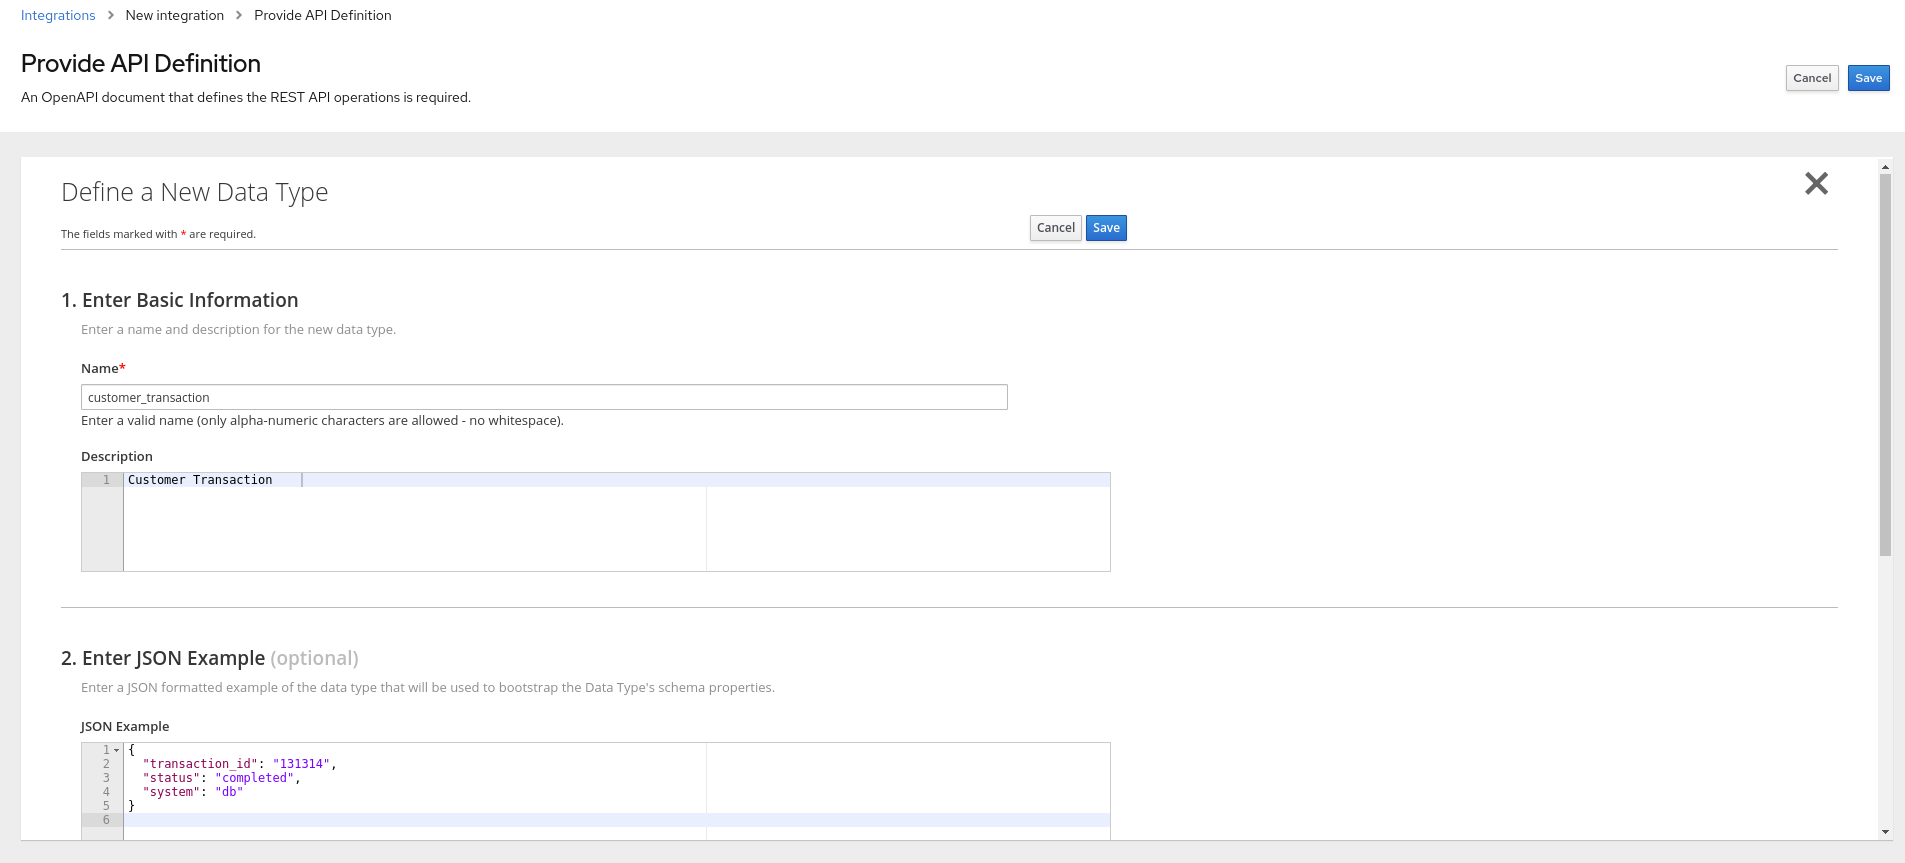 Integrations > New integration > Provide API Definition
Provide API Definition
An OpenAPI document that defines the REST API operations is required.
Cancel Save
Define a New Data Type
The fields marked with * are required.
Cancel Save
1. Enter Basic Information
Enter a name and description for the new data type.
Name*
customer_transaction
Enter a valid name (only alpha-numeric characters are allowed - no whitespace).
Description
1 Customer Transaction
2. Enter JSON Example (optional)
Enter a JSON formatted example of the data type that will be used to bootstrap the Data Type's schema properties.
JSON Example
1 {
2 "transaction_id": "131314",
3 "status": "completed",
4 "system": "db"
5 }
6